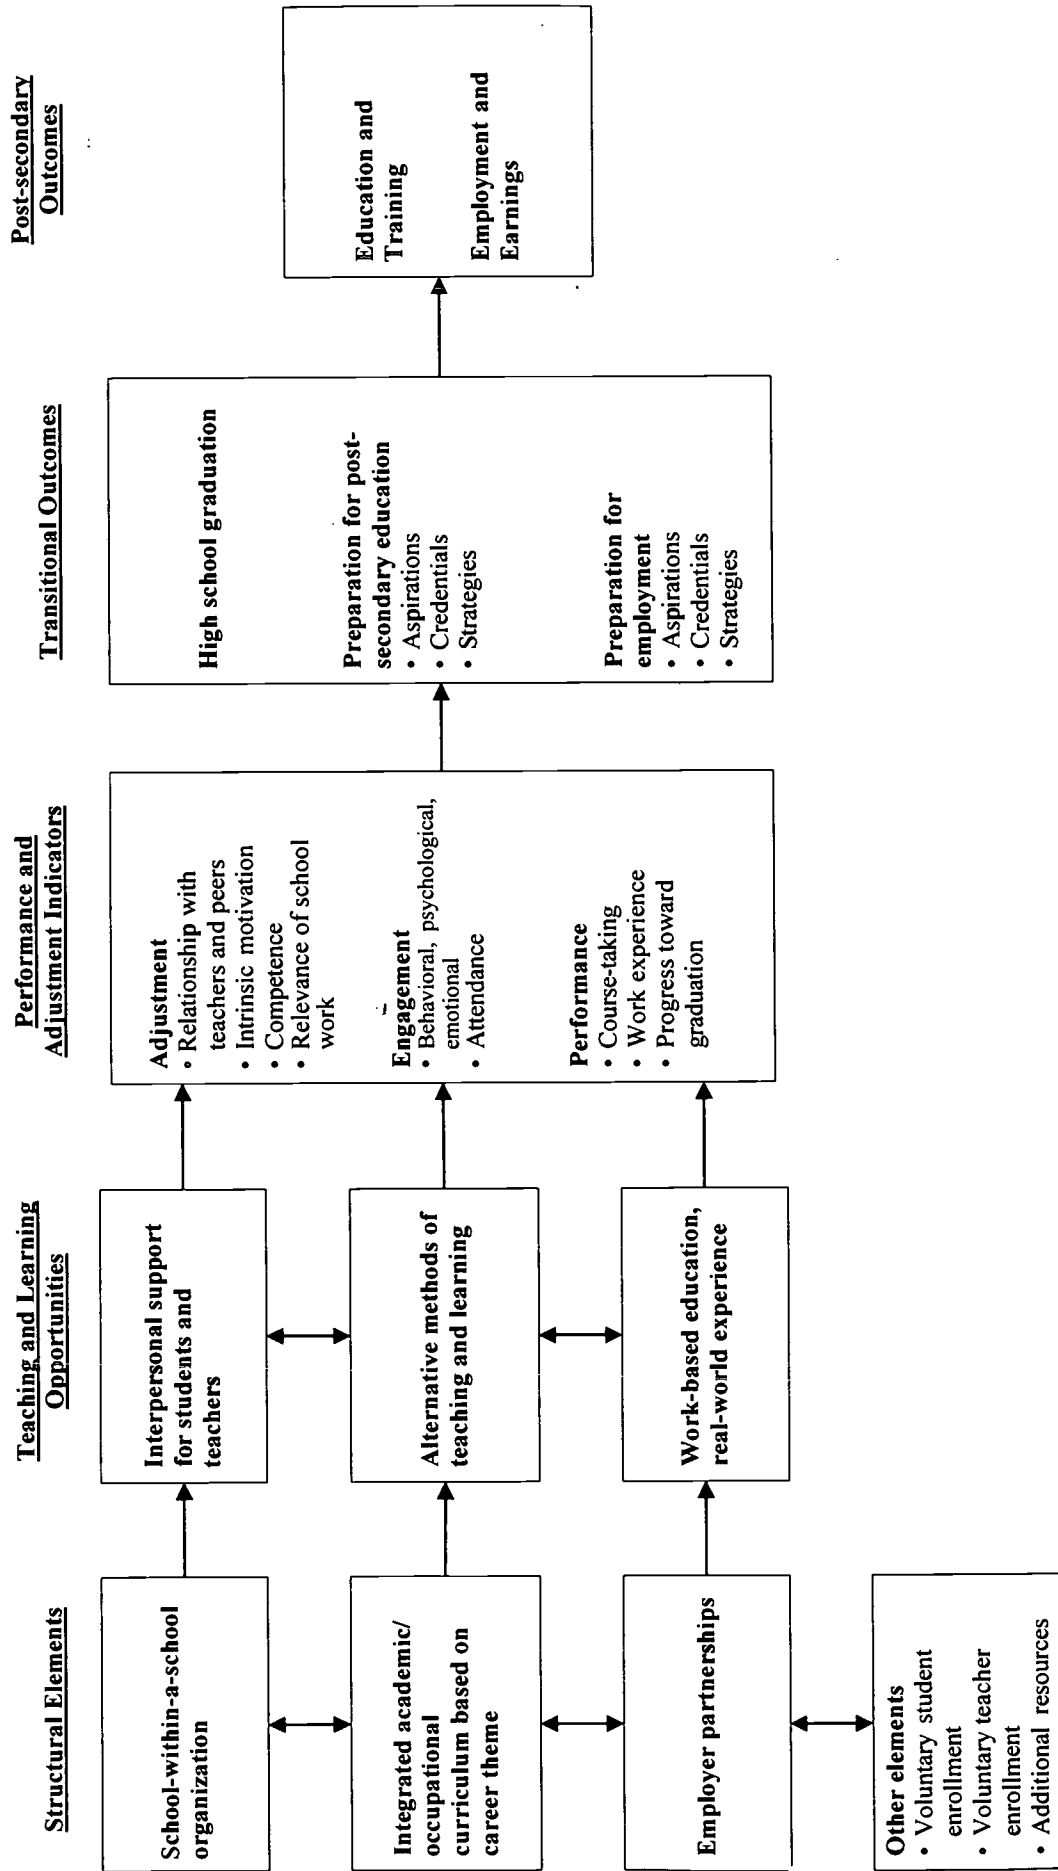 Structural Elements
School-within-a-school
organization
Integrated academic/
occupational
curriculum based on
career theme
Employer partnerships
Other elements
• Voluntary student
enrollment
• Voluntary teacher
enrollment
• Additional resources
Teaching and Learning
Opportunities
Interpersonal support
for students and
teachers
Alternative methods of
teaching and learning
Work-based education,
real-world experience
Performance and
Adjustment Indicators
Adjustment
• Relationship with
teachers and peers
• Intrinsic motivation
• Competence
• Relevance of school
work
Engagement
• Behavioral, psychological,
emotional
• Attendance
Performance
• Course-taking
• Work experience
• Progress toward
graduation
Transitional Outcomes
High school graduation
Preparation for post-
secondary education
• Aspirations
• Credentials
• Strategies
Preparation for
employment
• Aspirations
• Credentials
• Strategies
Post-secondary
Outcomes
Education and
Training
Employment and
Earnings